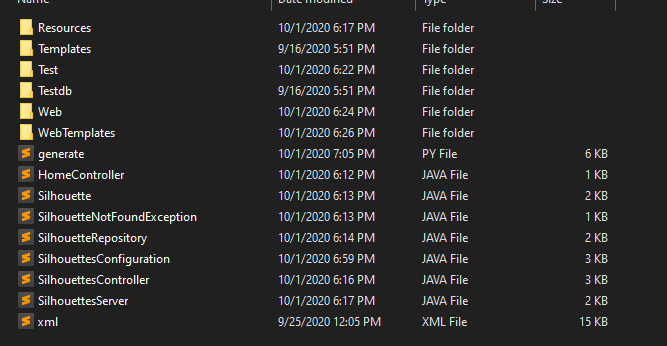 Name Date modified Type Size
Resources 10/1/2020 6:17 PM File folder
Templates 9/16/2020 5:51 PM File folder
Test 10/1/2020 6:22 PM File folder
Testdb 9/16/2020 5:51 PM File folder
Web 10/1/2020 6:24 PM File folder
WebTemplates 10/1/2020 6:26 PM File folder
generate 10/1/2020 7:05 PM PY File 6 KB
HomeController 10/1/2020 6:12 PM JAVA File 1 KB
Silhouette 10/1/2020 6:13 PM JAVA File 2 KB
SilhouetteNotFoundException 10/1/2020 6:13 PM JAVA File 1 KB
SilhouetteRepository 10/1/2020 6:14 PM JAVA File 2 KB
SilhouettesConfiguration 10/1/2020 6:59 PM JAVA File 3 KB
SilhouettesController 10/1/2020 6:16 PM JAVA File 3 KB
SilhouettesServer 10/1/2020 6:17 PM JAVA File 2 KB
xml 9/25/2020 12:05 PM XML File 15 KB